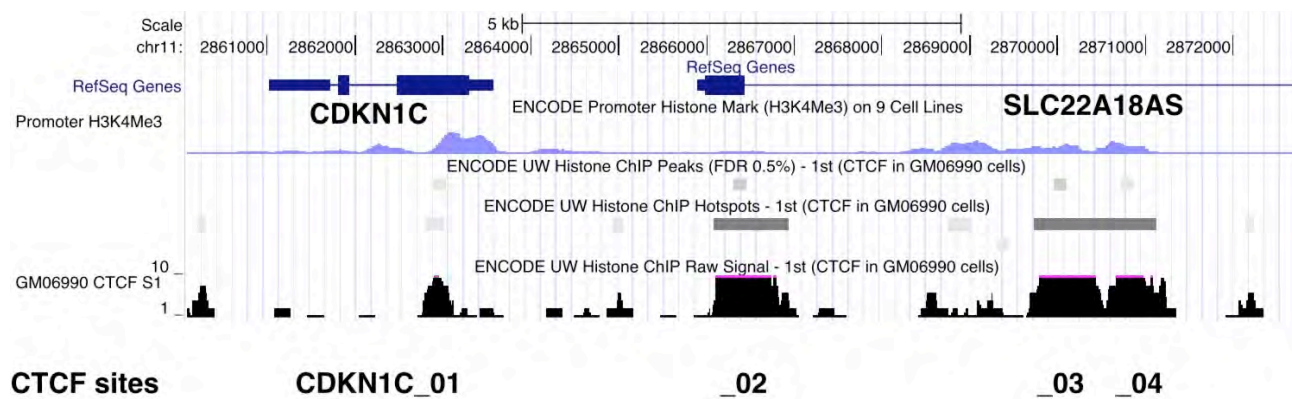 Scale 5 kb
chr11: 2861000 2862000 2863000 2864000 2865000 2866000 2867000 2868000 2869000 2870000 2871000 2872000
RefSeq Genes
RefSeq Genes
CDKN1C SLC22A18AS
ENCODE Promoter Histone Mark (H3K4Me3) on 9 Cell Lines
Promoter H3K4Me3
ENCODE UW Histone ChIP Peaks (FDR 0.5%) - 1st (CTCF in GM06990 cells)
ENCODE UW Histone ChIP Hotspots - 1st (CTCF in GM06990 cells)
ENCODE UW Histone ChIP Raw Signal - 1st (CTCF in GM06990 cells)
10 _
GM06990 CTCF S1
1 _
CTCF sites CDKN1C_01 _02 _03 _04